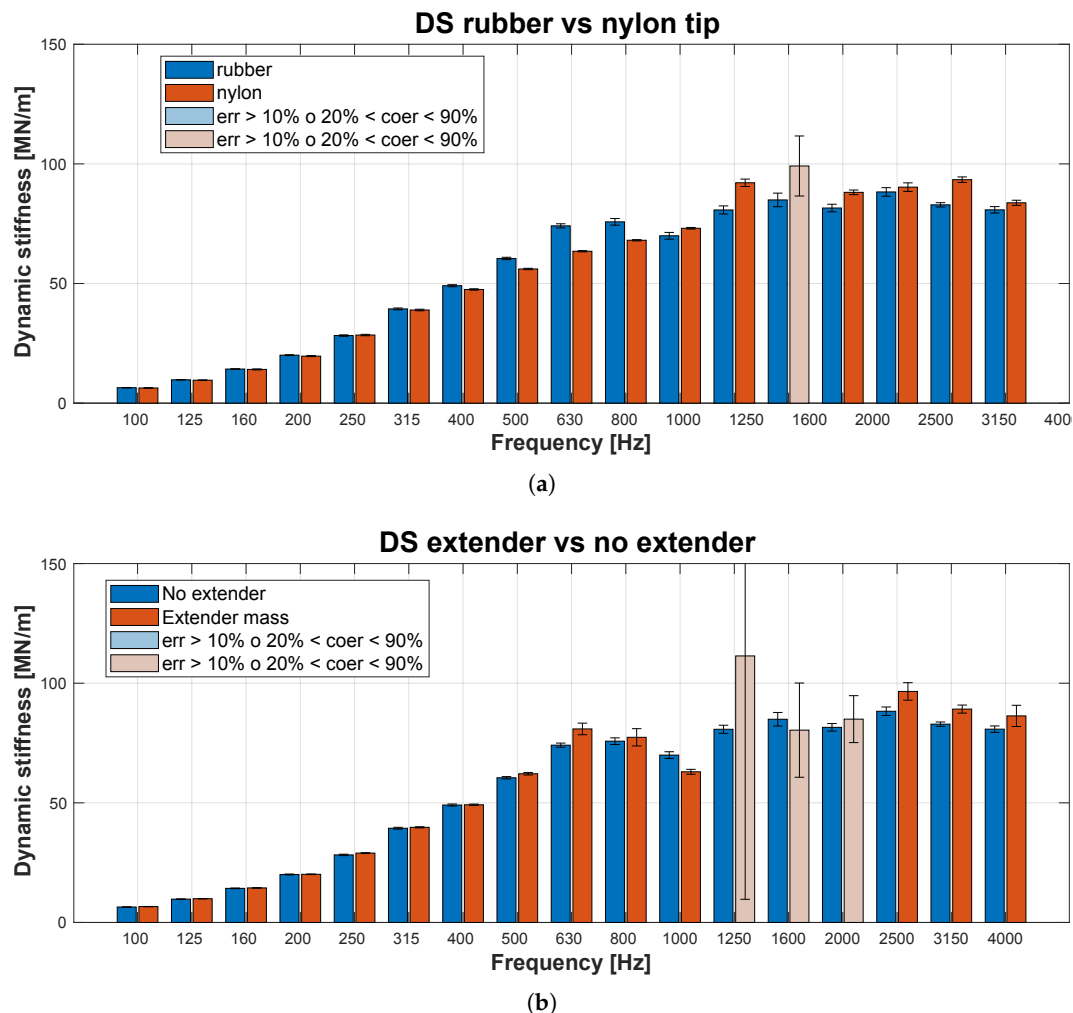 DS rubber vs nylon tip
150
100
50
0
Dynamic stiffness [MN/m]
rubber
nylon
err > 10% o 20% < coer < 90%
err > 10% o 20% < coer < 90%
100 125 160 200 250 315 400 500 630 800 1000 1250 1600 2000 2500 3150 400
Frequency [Hz]
(a)
DS extender vs no extender
150
100
50
0
Dynamic stiffness [MN/m]
No extender
Extender mass
err > 10% o 20% < coer < 90%
err > 10% o 20% < coer < 90%
100 125 160 200 250 315 400 500 630 800 1000 1250 1600 2000 2500 3150 4000
Frequency [Hz]
(b)